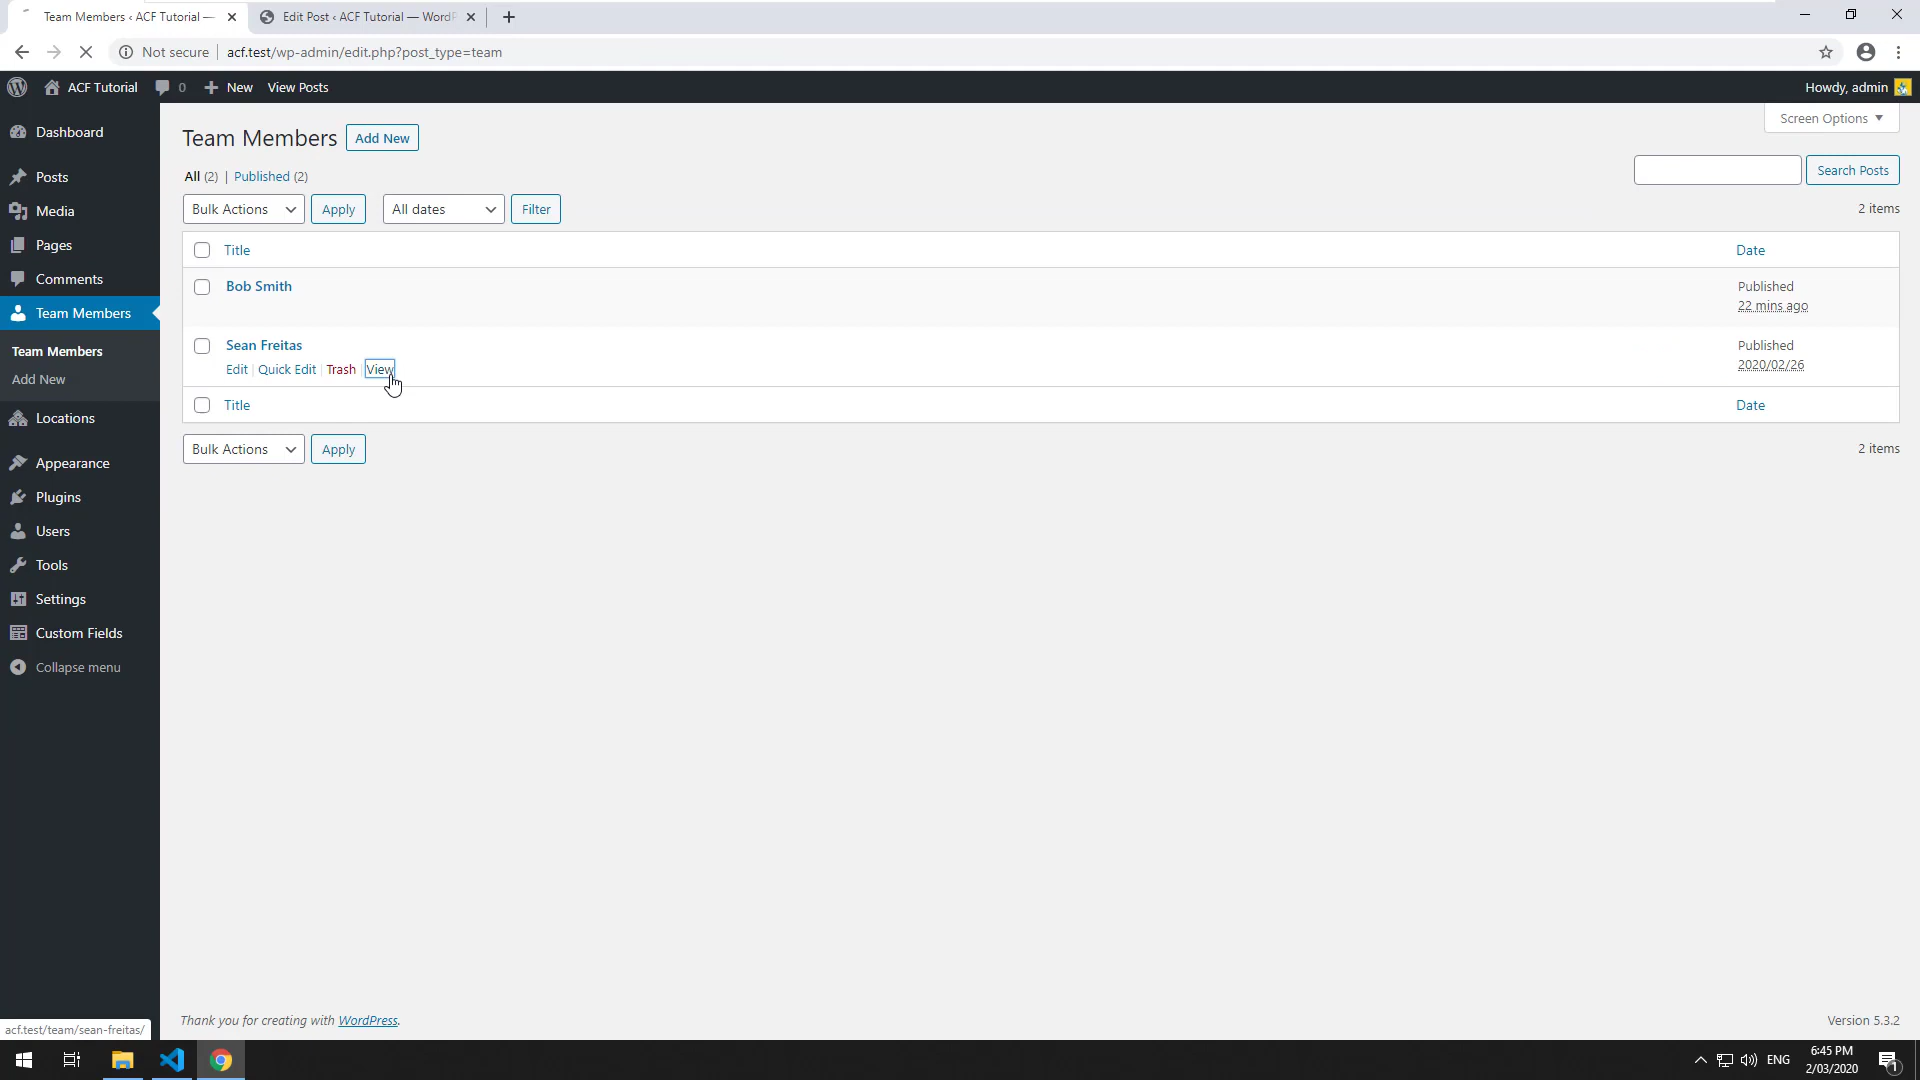 Team Members ‹ ACF Tutorial —
Edit Post ‹ ACF Tutorial — WordP
Not secure
acf.test/wp-admin/edit.php?post_type=team
ACF Tutorial
0
New
View Posts
Howdy, admin
Dashboard
Posts
Media
Pages
Comments
Team Members
Team Members
Add New
Locations
Appearance
Plugins
Users
Tools
Settings
Custom Fields
Collapse menu
Screen Options
Team Members
Add New
All (2) | Published (2)
Search Posts
Bulk Actions
Apply
All dates
Filter
2 items
Title
Date
Bob Smith
Published
22 mins ago
Sean Freitas
Edit | Quick Edit | Trash | View
Published
2020/02/26
Title
Date
Bulk Actions
Apply
2 items
Thank you for creating with WordPress.
Version 5.3.2
acf.test/team/sean-freitas/
ENG
6:45 PM
2/03/2020
1